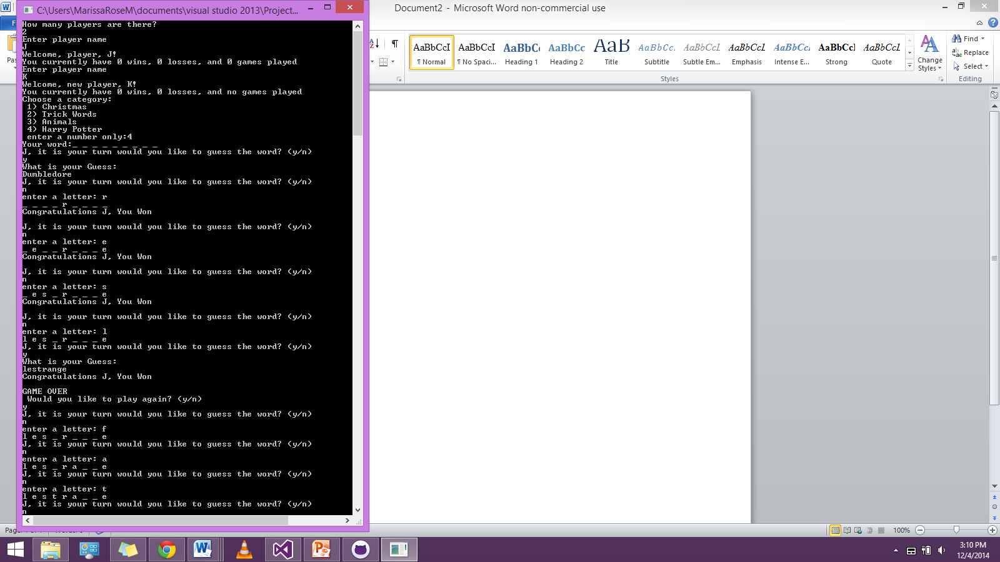 C:\Users\MarissaRoseM\documents\visual studio 2013\Project...
How many players are there?
2
Enter player name
J
Welcome, player, J!
You currently have 0 wins, 0 losses, and 0 games played
Enter player name
K
Welcome, new player, K!
You currently have 0 wins, 0 losses, and no games played
Choose a category:
1) Christmas
2) Trick Words
3) Animals
4) Harry Potter
enter a number only:4
Your word:_ _ _ _ _ _ _ _ _ _
J, it is your turn would you like to guess the word? (y/n)
y
What is your Guess:
Dumbledore
J, it is your turn would you like to guess the word? (y/n)
n
enter a letter: r
_ _ _ _ r _ _ _ _
Congratulations J, You Won
J, it is your turn would you like to guess the word? (y/n)
n
enter a letter: e
_ e _ _ r _ _ _ e
Congratulations J, You Won
J, it is your turn would you like to guess the word? (y/n)
n
enter a letter: s
_ e s _ r _ _ _ e
Congratulations J, You Won
J, it is your turn would you like to guess the word? (y/n)
n
enter a letter: l
l e s _ r _ _ _ e
J, it is your turn would you like to guess the word? (y/n)
y
What is your Guess:
lestrange
Congratulations J, You Won
GAME OVER
Would you like to play again? (y/n)
y
J, it is your turn would you like to guess the word? (y/n)
n
enter a letter: f
l e s _ r _ _ _ e
J, it is your turn would you like to guess the word? (y/n)
n
enter a letter: a
l e s _ r a _ _ e
J, it is your turn would you like to guess the word? (y/n)
n
enter a letter: t
l e s t r a _ _ e
J, it is your turn would you like to guess the word? (y/n)
n
Document2 - Microsoft Word non-commercial use
AaBbCcI AaBbCcI AaBbCc AaBbCc AaB AaBbCc. AaBbCcI AaBbCcI AaBbCcI AaBbCcI AaBbCcI
¶ Normal ¶ No Spaci... Heading 1 Heading 2 Title Subtitle Subtle Em... Emphasis Intense E... Strong Quote
Change Styles
Find
Replace
Select
Styles
Editing
100%
3:10 PM
12/4/2014